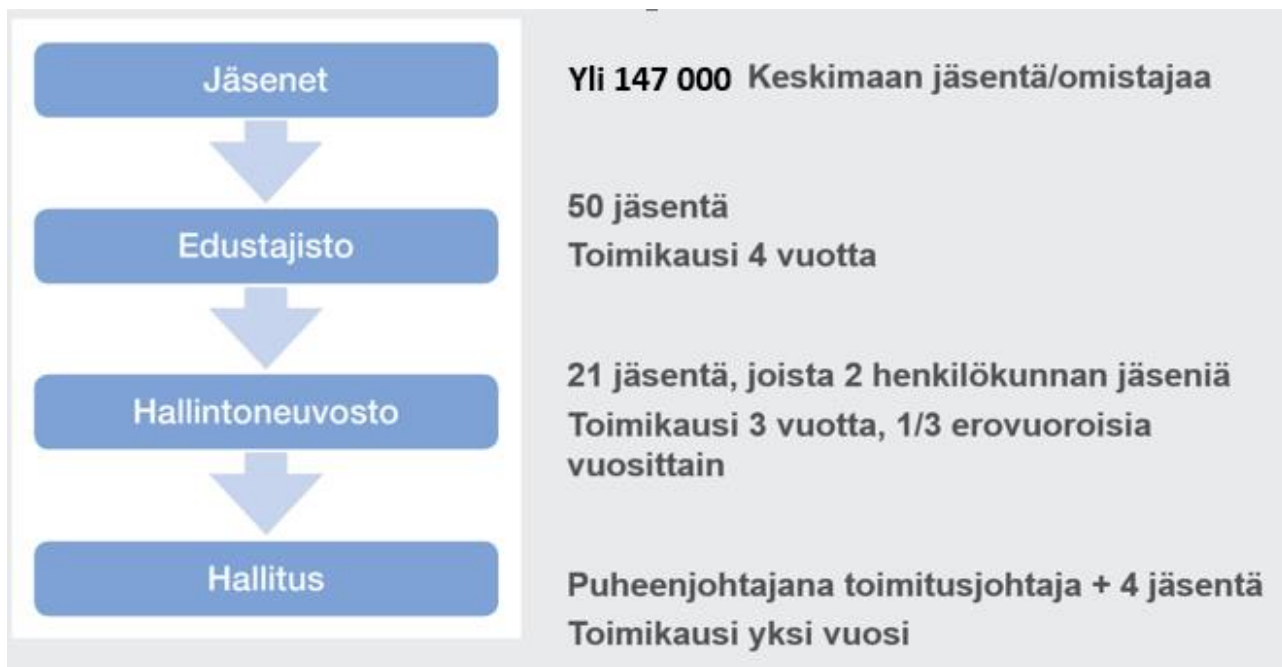 Jäsenet
Yli 147 000 Keskimaan jäsentä/omistajaa
Edustajisto
50 jäsentä
Toimikausi 4 vuotta
Hallintoneuvosto
21 jäsentä, joista 2 henkilökunnan jäseniä
Toimikausi 3 vuotta, 1/3 erovuoroisia
vuosittain
Hallitus
Puheenjohtajana toimitusjohtaja + 4 jäsentä
Toimikausi yksi vuosi